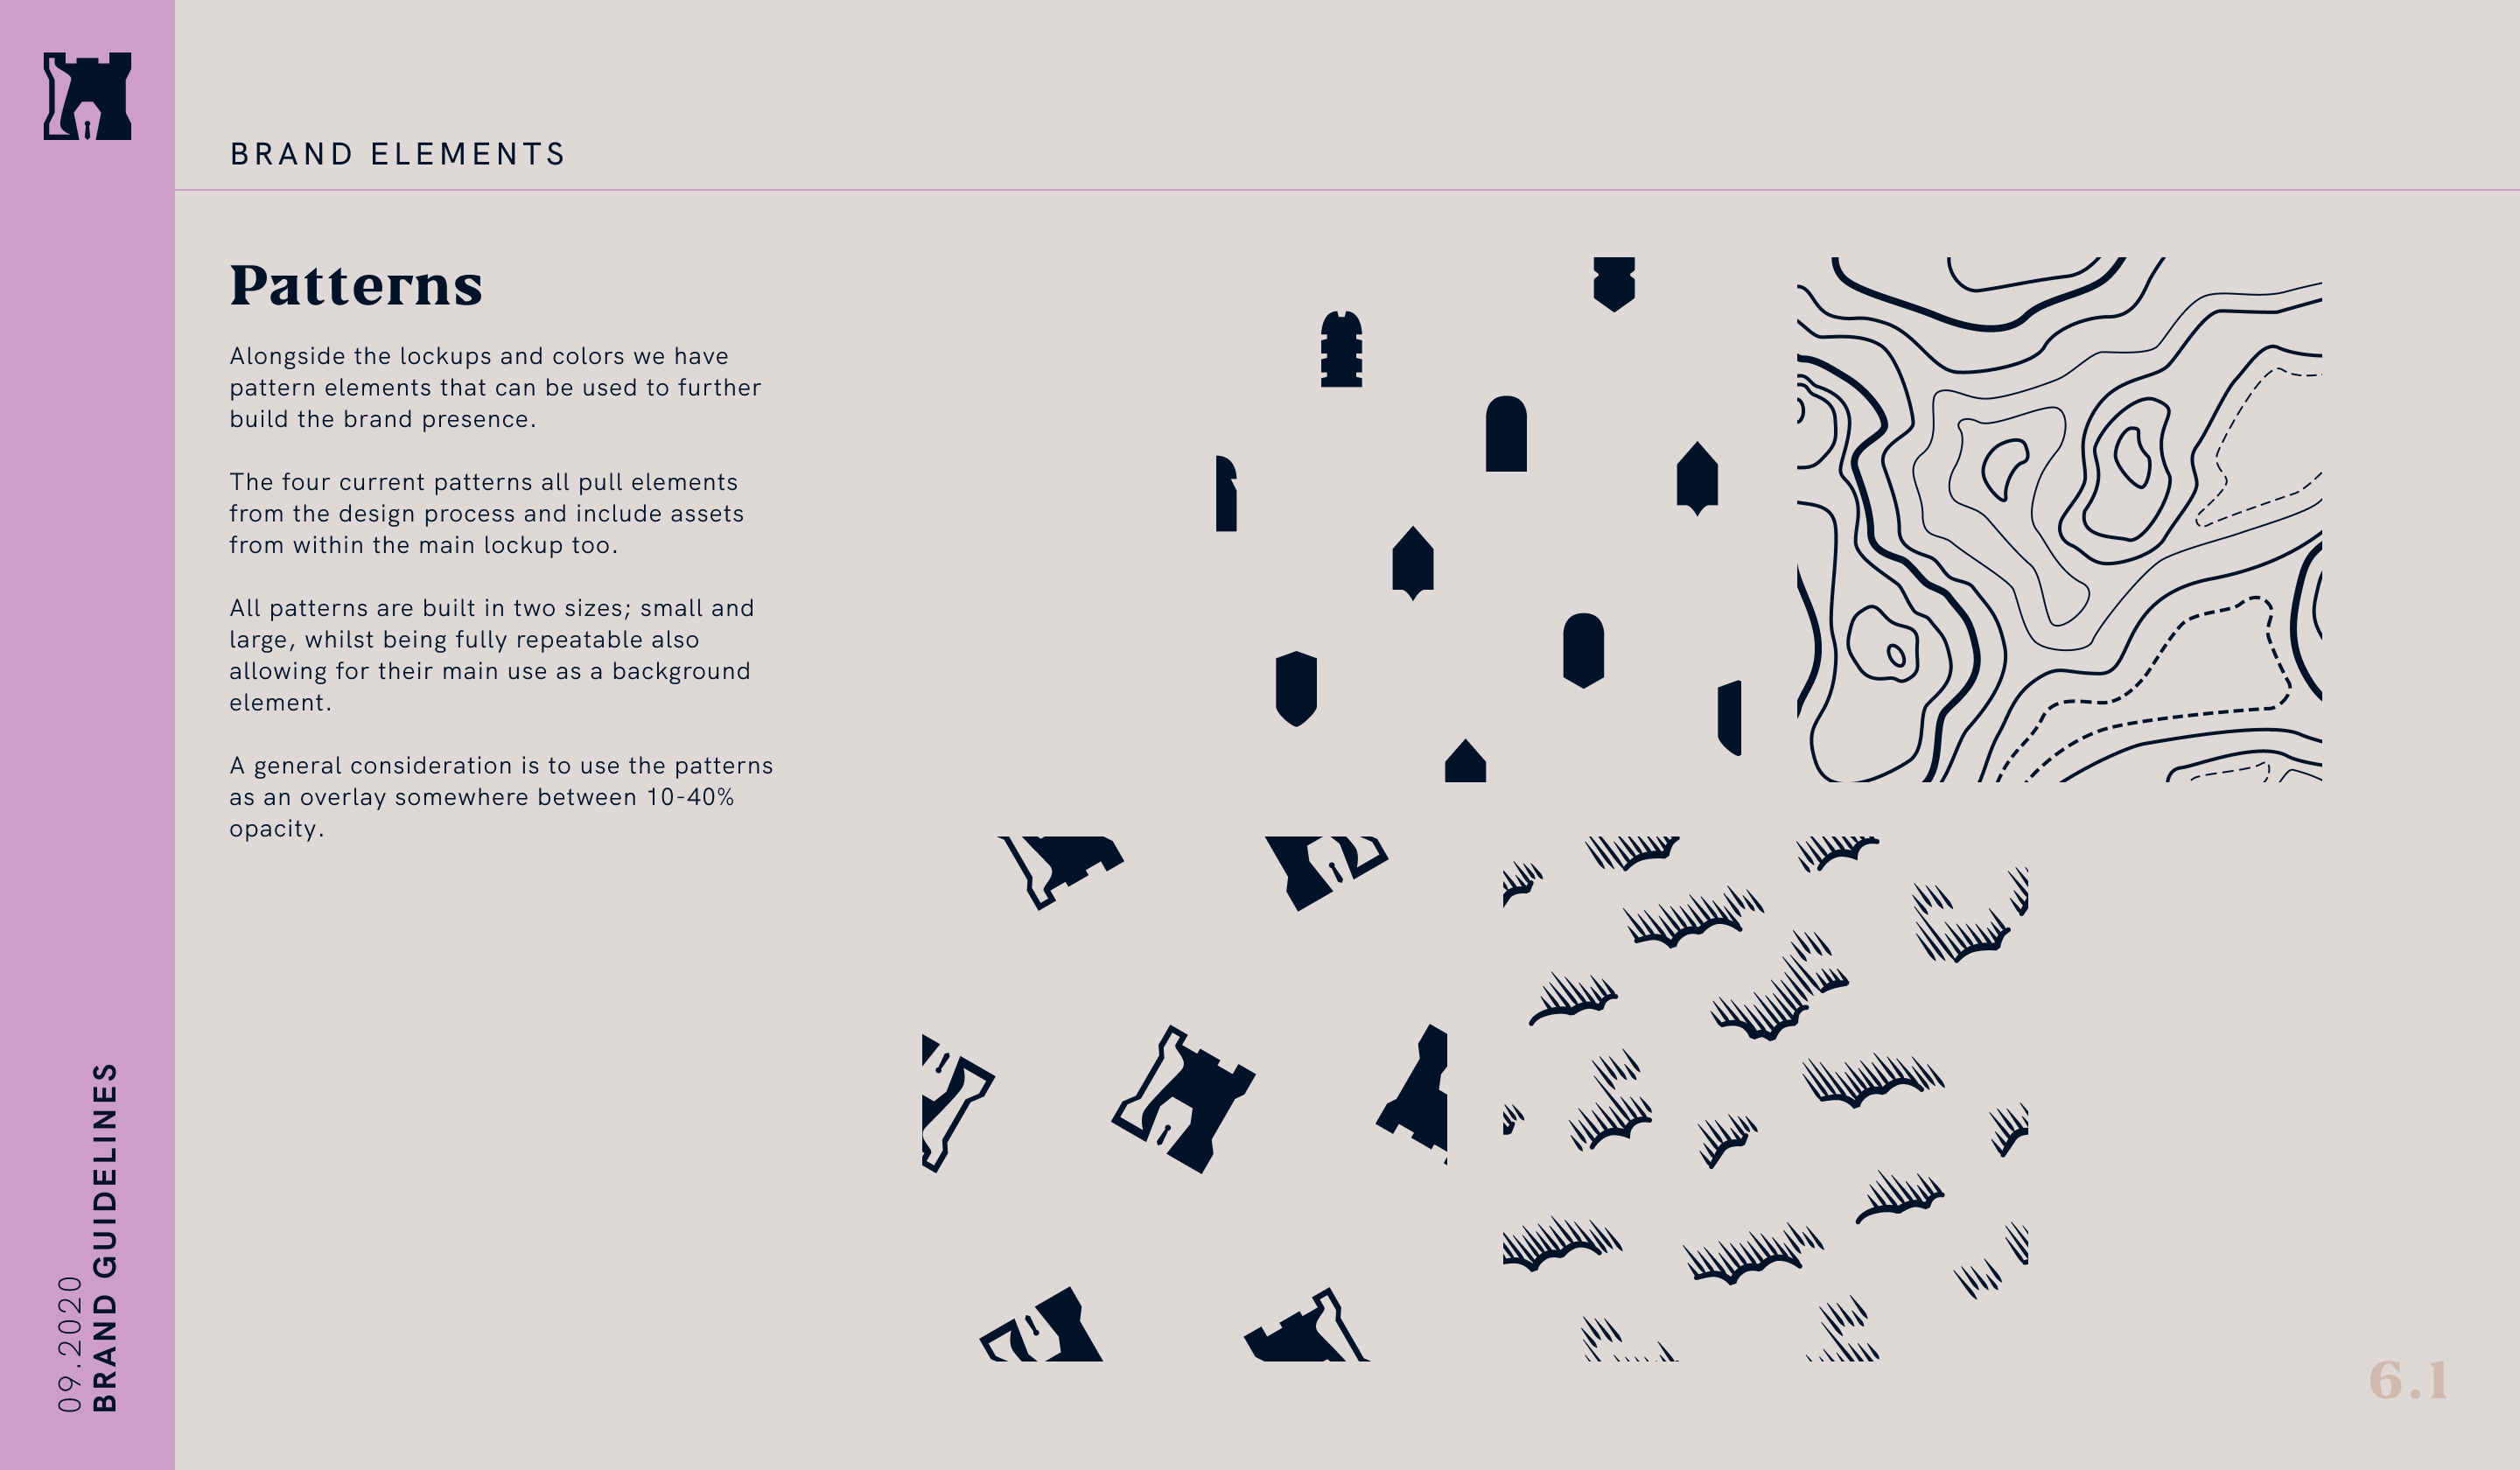 BRAND ELEMENTS
Patterns
Alongside the lockups and colors we have
pattern elements that can be used to further
build the brand presence.
The four current patterns all pull elements
from the design process and include assets
from within the main lockup too.
All patterns are built in two sizes; small and
large, whilst being fully repeatable also
allowing for their main use as a background
element.
A general consideration is to use the patterns
as an overlay somewhere between 10-40%
opacity.
09.2020
BRAND GUIDELINES
6.1